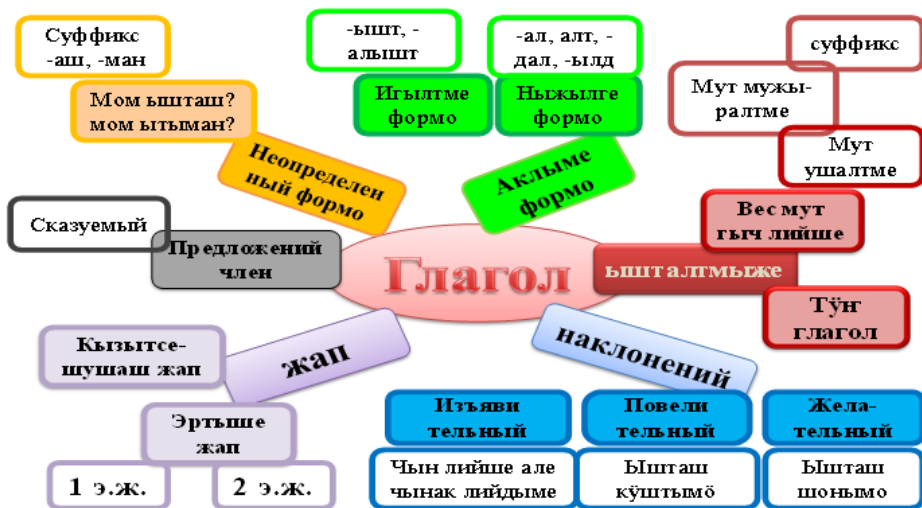 Суффикс
-аш, -ман
Мом ышташ?
мом ытыман?
Неопределен
ный формо
-ышт, -
алышт
Игылтме
формо
-ал, алт, -
дал, -ылд
Ныжылге
формо
Аклыме
формо
суффикс
Мут мужы-
ралтме
Мут
ушалтме
Вес мут
гыч лийше
ышталтмыже
Тӱҥ
глагол
Сказуемый
Предложений
член
Глагол
жап
Кызытсе-
шушаш жап
Эртыше
жап
1 э.ж.
2 э.ж.
наклонений
Изъяви
тельный
Чын лийше але
чынак лийдыме
Повели
тельный
Ышташ
кӱштымӧ
Жела-
тельный
Ышташ
шонымо